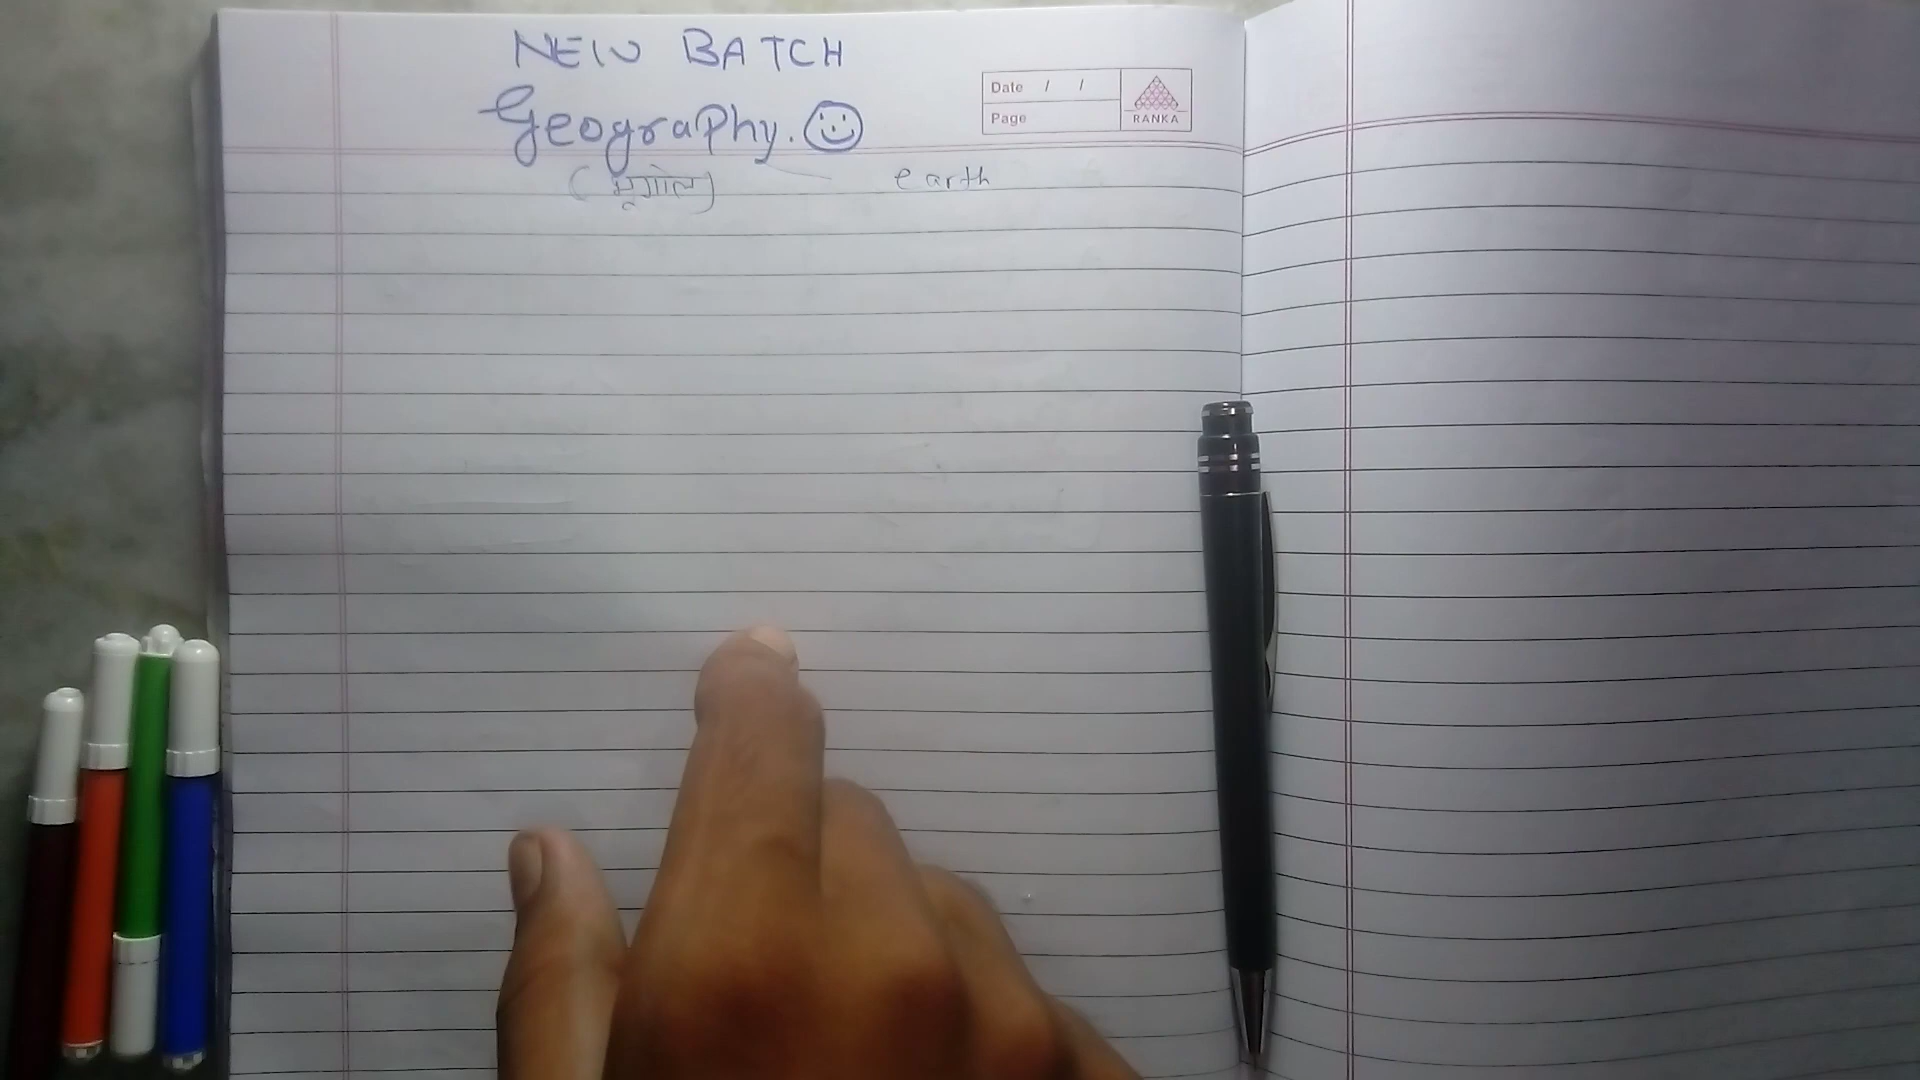 NEW BATCH
Geography. ☺
(भूगोल) earth
Date / /
Page
RANKA